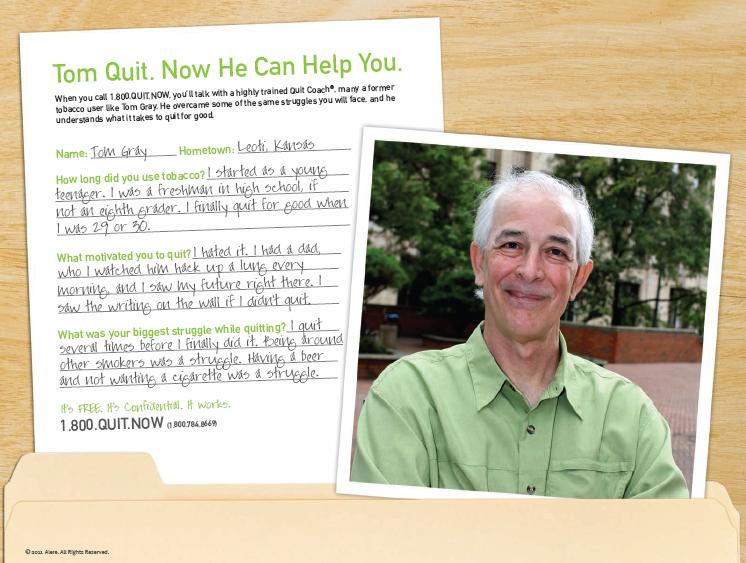 Tom Quit. Now He Can Help You.
When you call 1.800.QUIT.NOW, you'll talk with a highly trained Quit Coach®, many a former
tobacco user like Tom Gray. He overcame some of the same struggles you will face, and he
understands what it takes to quit for good.
Name: Tom Gray Hometown: Leoti, Kansas
How long did you use tobacco? I started as a young
teenager. I was a freshman in high school, if
not an eighth grader. I finally quit for good when
I was 29 or 30.
What motivated you to quit? I hated it. I had a dad,
who I watched him hack up a lung every
morning, and I saw my future right there. I
saw the writing on the wall if I didn't quit.
What was your biggest struggle while quitting? I quit
several times before I finally did it. Being around
other smokers was a struggle. Having a beer
and not wanting a cigarette was a struggle.
It's FREE. It's Confidential. It works.
1.800.QUIT.NOW (1.800.784.8669)
All Rights Reserved.